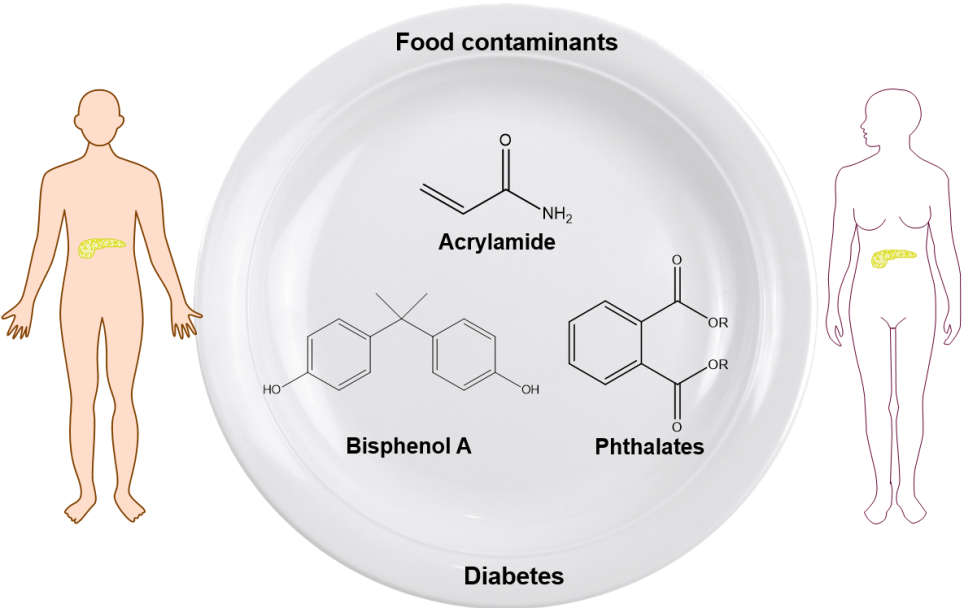 Food contaminants
O
NH₂
Acrylamide
O
OR
OR
O
HO
OH
Bisphenol A
Phthalates
Diabetes